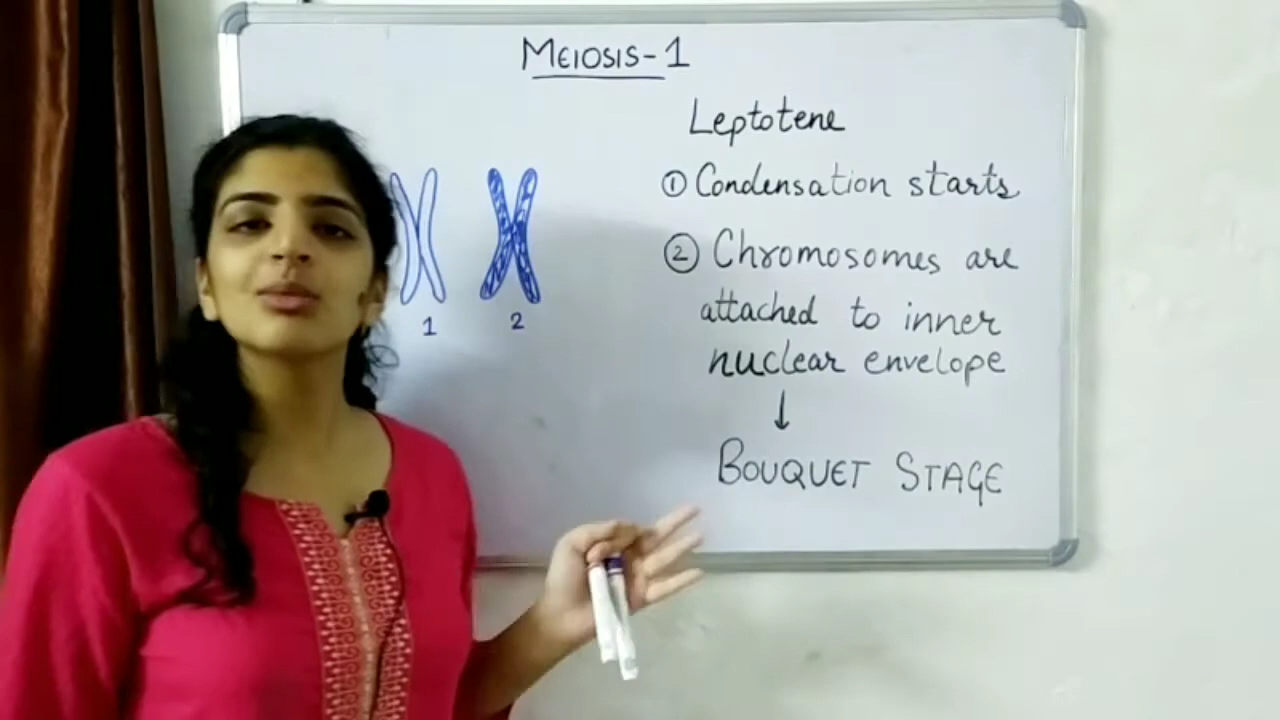 MEIOSIS-1
Leptotene
① Condensation starts
② Chromosomes are
attached to inner
nuclear envelope
↓
BOUQUET STAGE
1
2